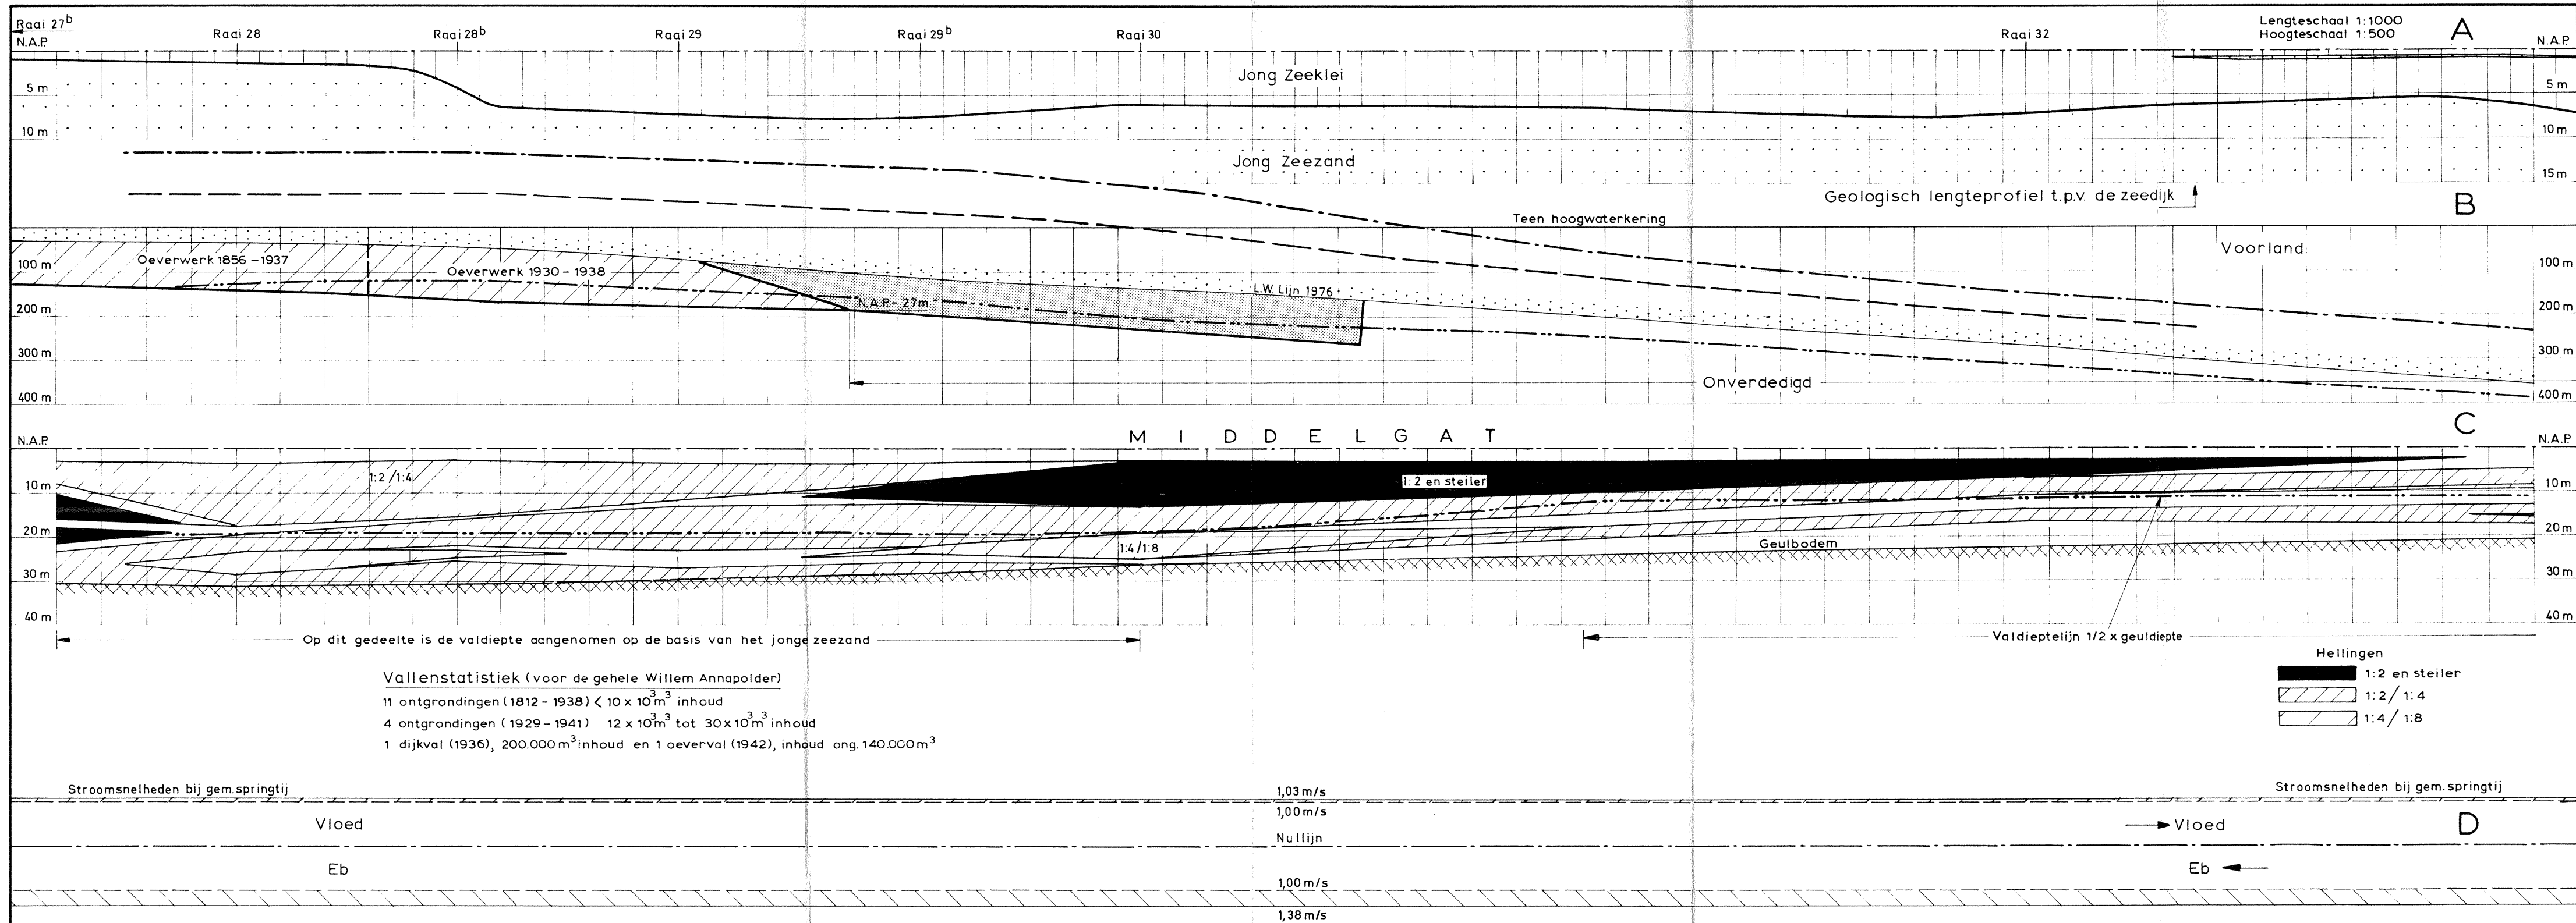 Raai 27b
Raai 28
Raai 28b
Raai 29
Raai 29b
Raai 30
Raai 32
Lengteschaal 1:1000
Hoogteschaal 1:500
A
N.A.P.
N.A.P.
Jong Zeeklei
5 m
5 m
10 m
10 m
Jong Zeezand
15 m
Geologisch lengteprofiel t.p.v. de zeedijk
B
Teen hoogwaterkering
Voorland
Oeverwerk 1856 - 1937
Oeverwerk 1930 - 1938
100 m
100 m
L.W. Lijn 1976
N.A.P. - 27m
200 m
200 m
300 m
300 m
Onverdedigd
400 m
400 m
MIDDELGAT
C
N.A.P.
N.A.P.
1:2 / 1:4
1:2 en steiler
10 m
10 m
20 m
20 m
1:4 / 1:8
Geulbodem
30 m
30 m
40 m
40 m
Op dit gedeelte is de valdiepte aangenomen op de basis van het jonge zeezand
Valdieptelijn 1/2 x geuldiepte
Hellingen
1:2 en steiler
1:2 / 1:4
1:4 / 1:8
Vallenstatistiek (voor de gehele Willem Annapolder)
11 ontgrondingen (1812 - 1938) < 10 x 10³m³ inhoud
4 ontgrondingen (1929 - 1941) 12 x 10³m³ tot 30 x 10³m³ inhoud
1 dijkval (1936), 200.000 m³ inhoud en 1 oeverval (1942), inhoud ong. 140.000 m³
Stroomsnelheden bij gem. springtij
1,03 m/s
Stroomsnelheden bij gem. springtij
1,00 m/s
Vloed
Vloed
D
Nullijn
Eb
Eb
1,00 m/s
1,38 m/s